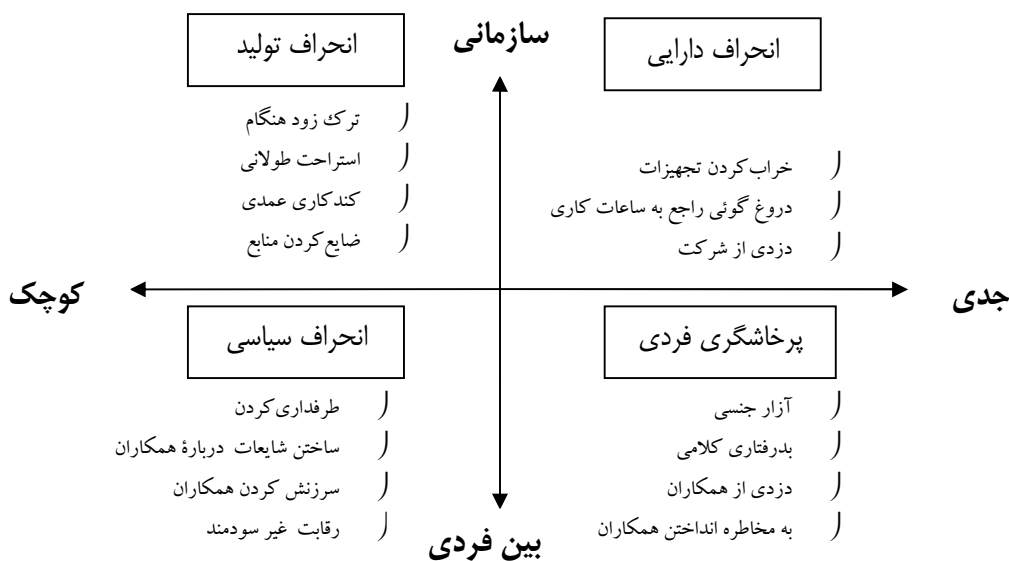 سازمانی
انحراف دارایی
خراب کردن تجهیزات
دروغ گوئی راجع به ساعات کاری
دزدی از شرکت
انحراف تولید
ترک زود هنگام
استراحت طولانی
کندکاری عمدی
ضایع کردن منابع
جدی
کوچک
پرخاشگری فردی
آزار جنسی
بدرفتاری کلامی
دزدی از همکاران
به مخاطره انداختن همکاران
انحراف سیاسی
طرفداری کردن
ساختن شایعات دربارۀ همکاران
سرزنش کردن همکاران
رقابت غیر سودمند
بین فردی